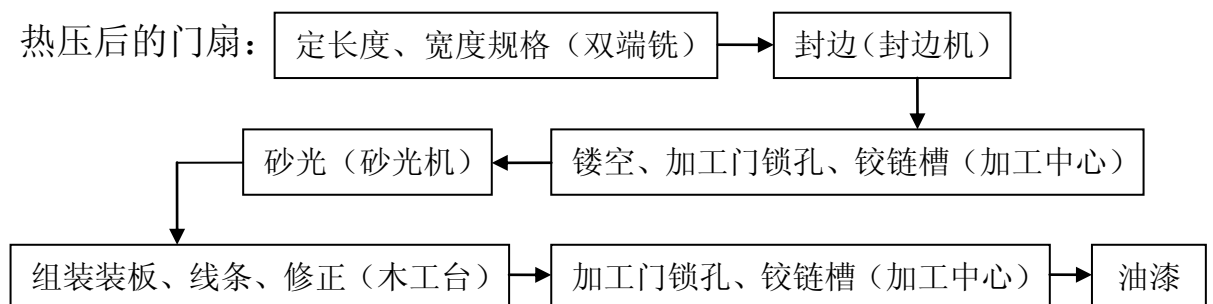 热压后的门扇： 定长度、宽度规格（双端铣） 封边（封边机）
砂光（砂光机） 镂空、加工门锁孔、铰链槽（加工中心）
组装装板、线条、修正（木工台） 加工门锁孔、铰链槽（加工中心） 油漆